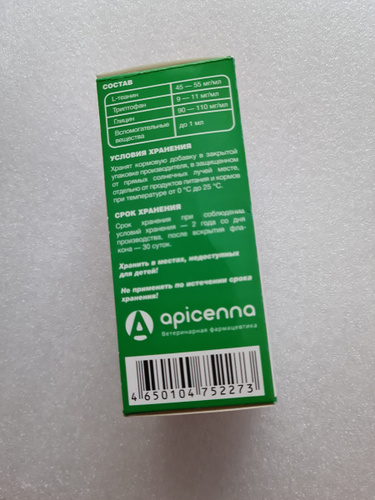 СОСТАВ
L-теанин 45 — 55 мг/мл
Триптофан 9 — 11 мг/мл
Глицин 90 — 110 мг/мл
Вспомогательные
вещества до 1 мл
УСЛОВИЯ ХРАНЕНИЯ
Хранят кормовую добавку в закрытой
упаковке производителя, в защищенном
от прямых солнечных лучей месте,
отдельно от продуктов питания и кормов
при температуре от 0 °С до 25 °С.
СРОК ХРАНЕНИЯ
Срок хранения при соблюдении
условий хранения — 2 года со дня
производства, после вскрытия фла-
кона — 30 суток.
Хранить в местах, недоступных
для детей!
Не применять по истечении срока
хранения!
apicenna
Ветеринарная фармацевтика
4 650104 752273